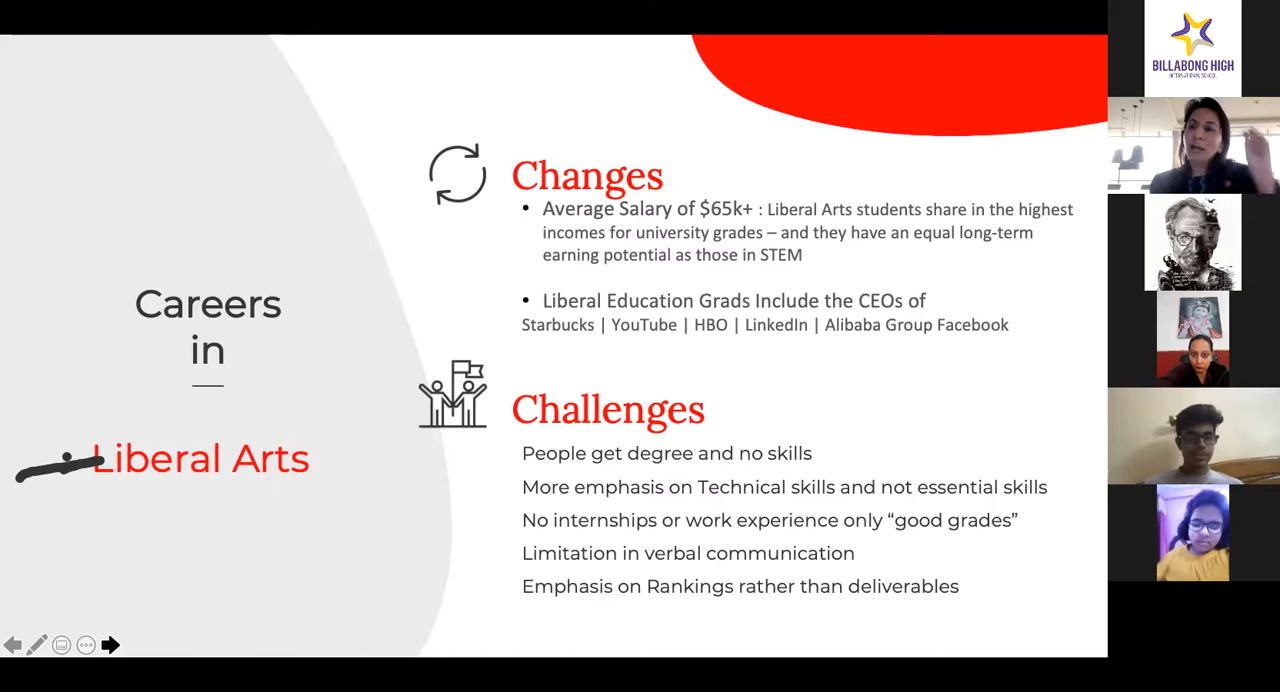 Careers
in
Liberal Arts
Changes
• Average Salary of $65k+ : Liberal Arts students share in the highest
incomes for university grades – and they have an equal long-term
earning potential as those in STEM
• Liberal Education Grads Include the CEOs of
Starbucks | YouTube | HBO | LinkedIn | Alibaba Group Facebook
Challenges
People get degree and no skills
More emphasis on Technical skills and not essential skills
No internships or work experience only “good grades”
Limitation in verbal communication
Emphasis on Rankings rather than deliverables
BILLABONG HIGH
INTERNATIONAL SCHOOL